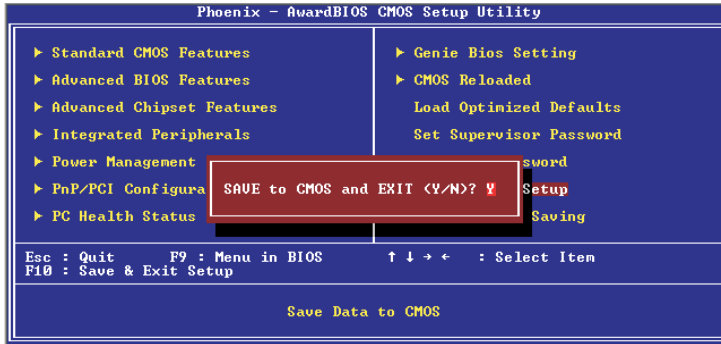 Phoenix - AwardBIOS CMOS Setup Utility
► Standard CMOS Features
► Advanced BIOS Features
► Advanced Chipset Features
► Integrated Peripherals
► Power Management
► PnP/PCI Configura
► PC Health Status
► Genie Bios Setting
► CMOS Reloaded
Load Optimized Defaults
Set Supervisor Password
sword
Setup
Saving
SAVE to CMOS and EXIT (Y/N)? Y
Esc : Quit F9 : Menu in BIOS ↑ ↓ → ← : Select Item
F10 : Save & Exit Setup
Save Data to CMOS